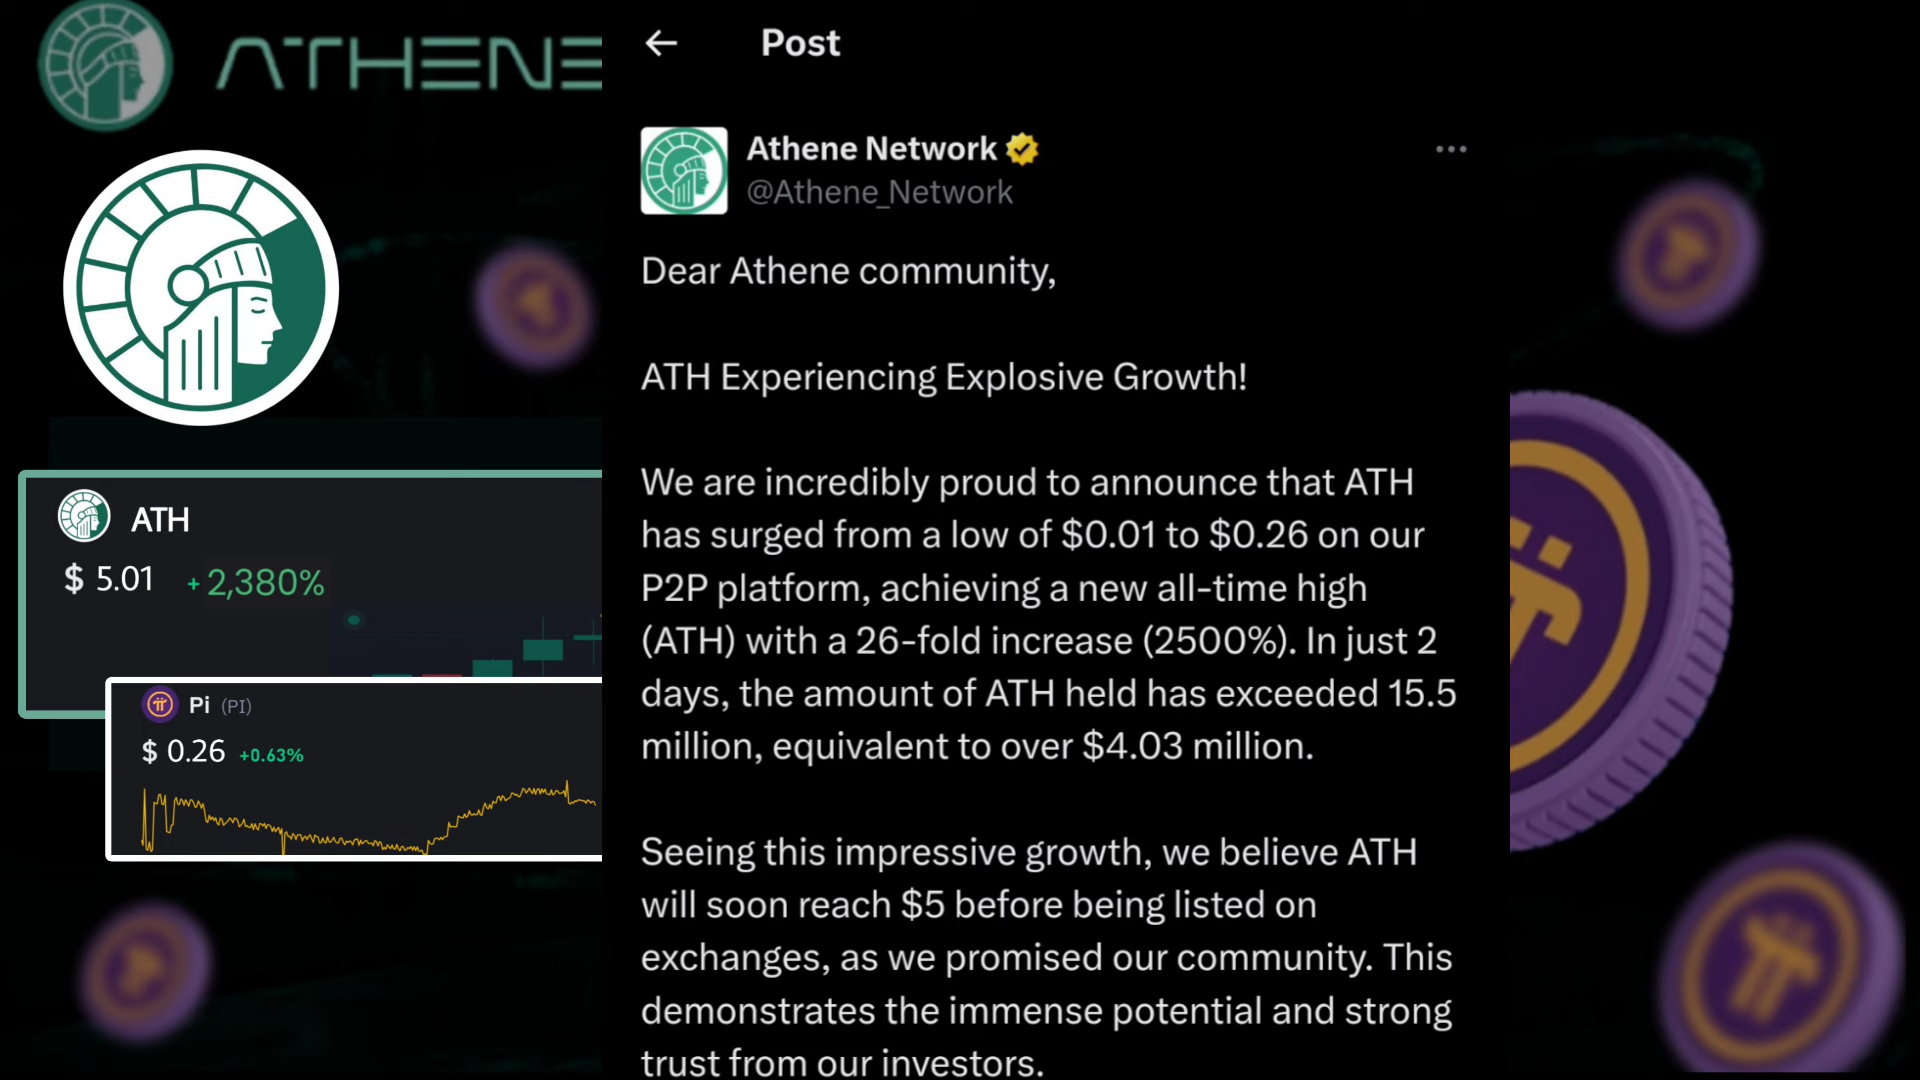 ATHENE
ATH
$ 5.01 +2,380%
Pi (PI)
$ 0.26 +0.63%
Post
Athene Network
@Athene_Network
Dear Athene community,
ATH Experiencing Explosive Growth!
We are incredibly proud to announce that ATH
has surged from a low of $0.01 to $0.26 on our
P2P platform, achieving a new all-time high
(ATH) with a 26-fold increase (2500%). In just 2
days, the amount of ATH held has exceeded 15.5
million, equivalent to over $4.03 million.
Seeing this impressive growth, we believe ATH
will soon reach $5 before being listed on
exchanges, as we promised our community. This
demonstrates the immense potential and strong
trust from our investors.